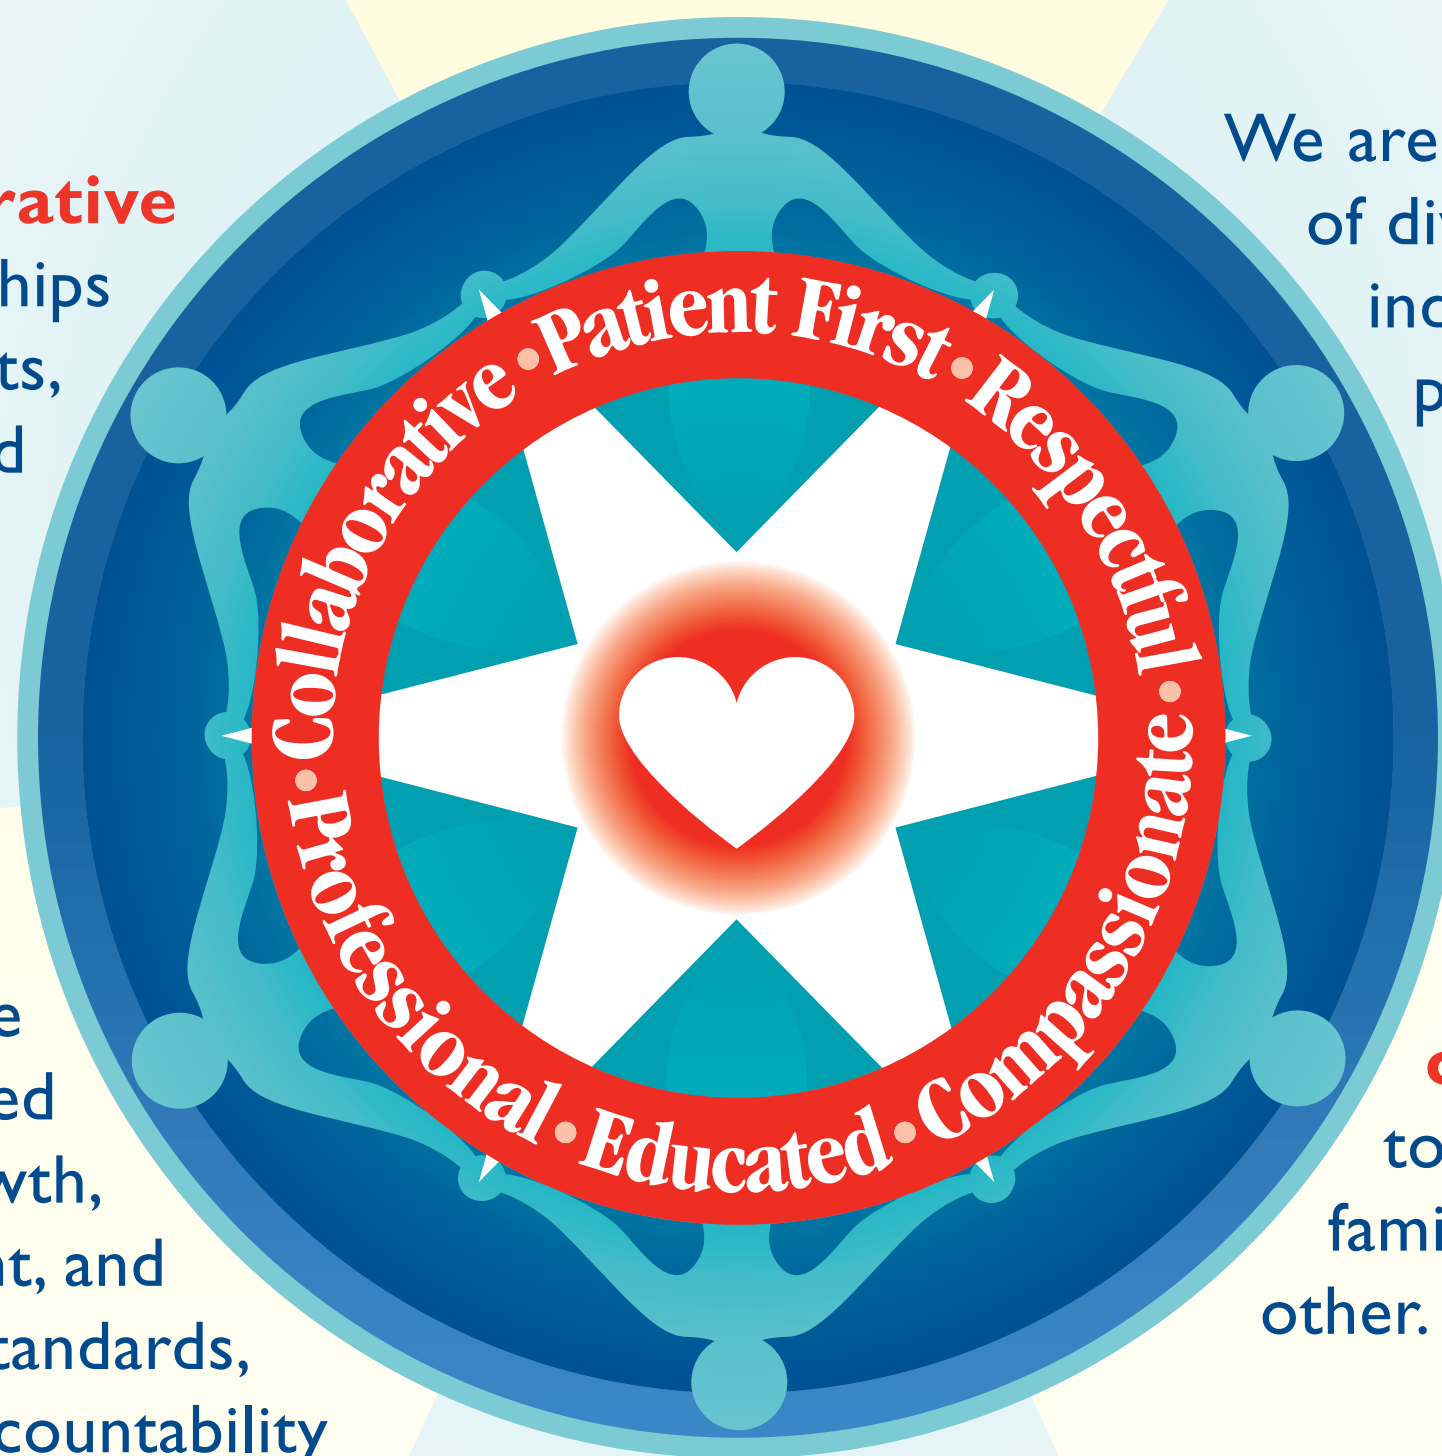 Patient First • Respectful • Compassionate • Educated • Professional • Collaborative •
rative
hips
ts,
d
We are
of div
inc
p
e
ed
wth,
nt, and
tandards,
countability
c
to
fami
other.